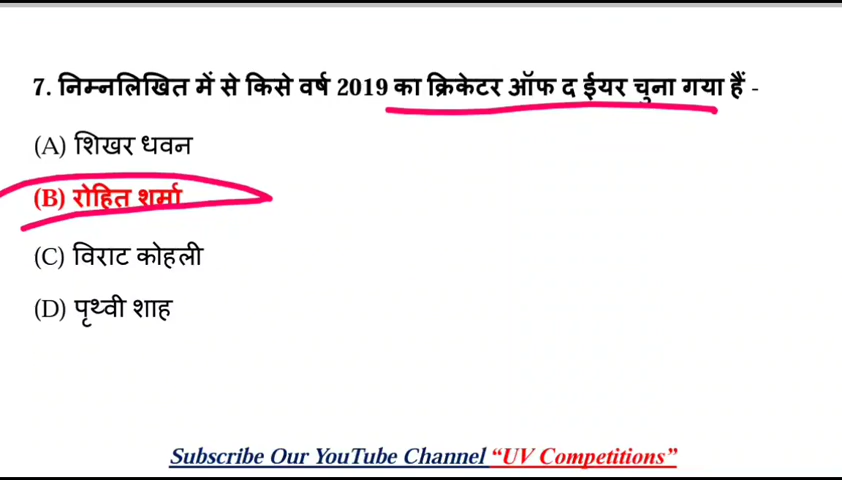 7. निम्नलिखित में से किसे वर्ष 2019 का क्रिकेटर ऑफ द ईयर चुना गया हैं -
(A) शिखर धवन
(B) रोहित शर्मा
(C) विराट कोहली
(D) पृथ्वी शाह
Subscribe Our YouTube Channel “UV Competitions”